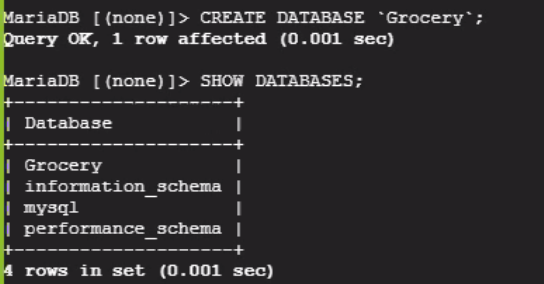 MariaDB [(none)]> CREATE DATABASE `Grocery`;
Query OK, 1 row affected (0.001 sec)
MariaDB [(none)]> SHOW DATABASES;
+--------------------+
| Database           |
+--------------------+
| Grocery            |
| information_schema |
| mysql              |
| performance_schema |
+--------------------+
4 rows in set (0.001 sec)